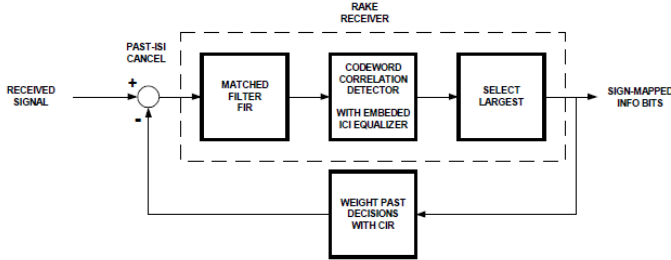 RAKE
RECEIVER
PAST-ISI
CANCEL
RECEIVED
SIGNAL
+
-
MATCHED
FILTER
FIR
CODEWORD
CORRELATION
DETECTOR
WITH EMBEDED
ICI EQUALIZER
SELECT
LARGEST
SIGN-MAPPED
INFO BITS
WEIGHT PAST
DECISIONS
WITH CIR